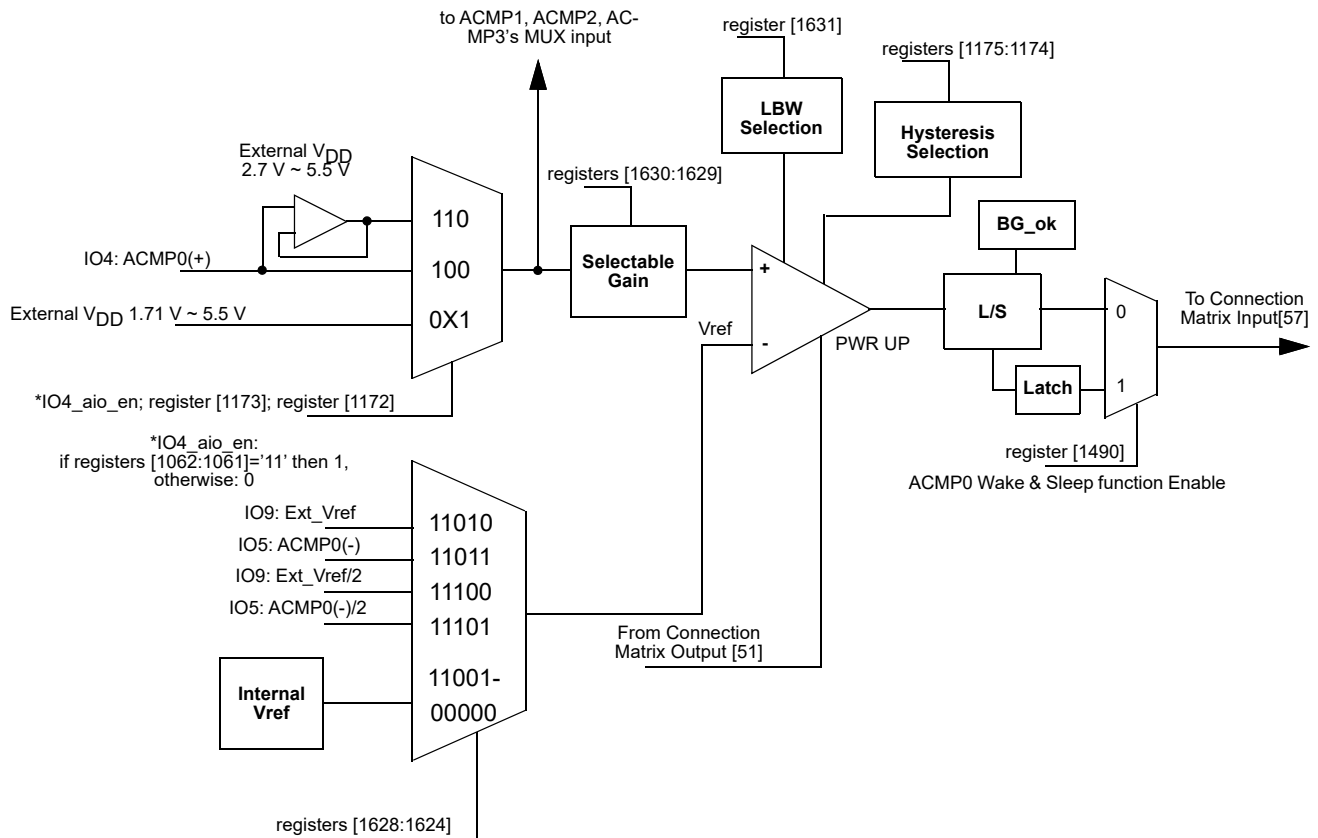 to ACMP1, ACMP2, AC-
MP3's MUX input
register [1631]
registers [1175:1174]
LBW
Selection
Hysteresis
Selection
External VDD
2.7 V ~ 5.5 V
registers [1630:1629]
110
BG_ok
IO4: ACMP0(+)
100
Selectable
Gain
+
External VDD 1.71 V ~ 5.5 V
0X1
L/S
0
To Connection
Matrix Input[57]
Vref
-
PWR UP
Latch
1
*IO4_aio_en; register [1173]; register [1172]
*IO4_aio_en:
if registers [1062:1061]='11' then 1,
otherwise: 0
register [1490]
ACMP0 Wake & Sleep function Enable
IO9: Ext_Vref
11010
IO5: ACMP0(-)
11011
IO9: Ext_Vref/2
11100
IO5: ACMP0(-)/2
11101
From Connection
Matrix Output [51]
11001-
00000
Internal
Vref
registers [1628:1624]